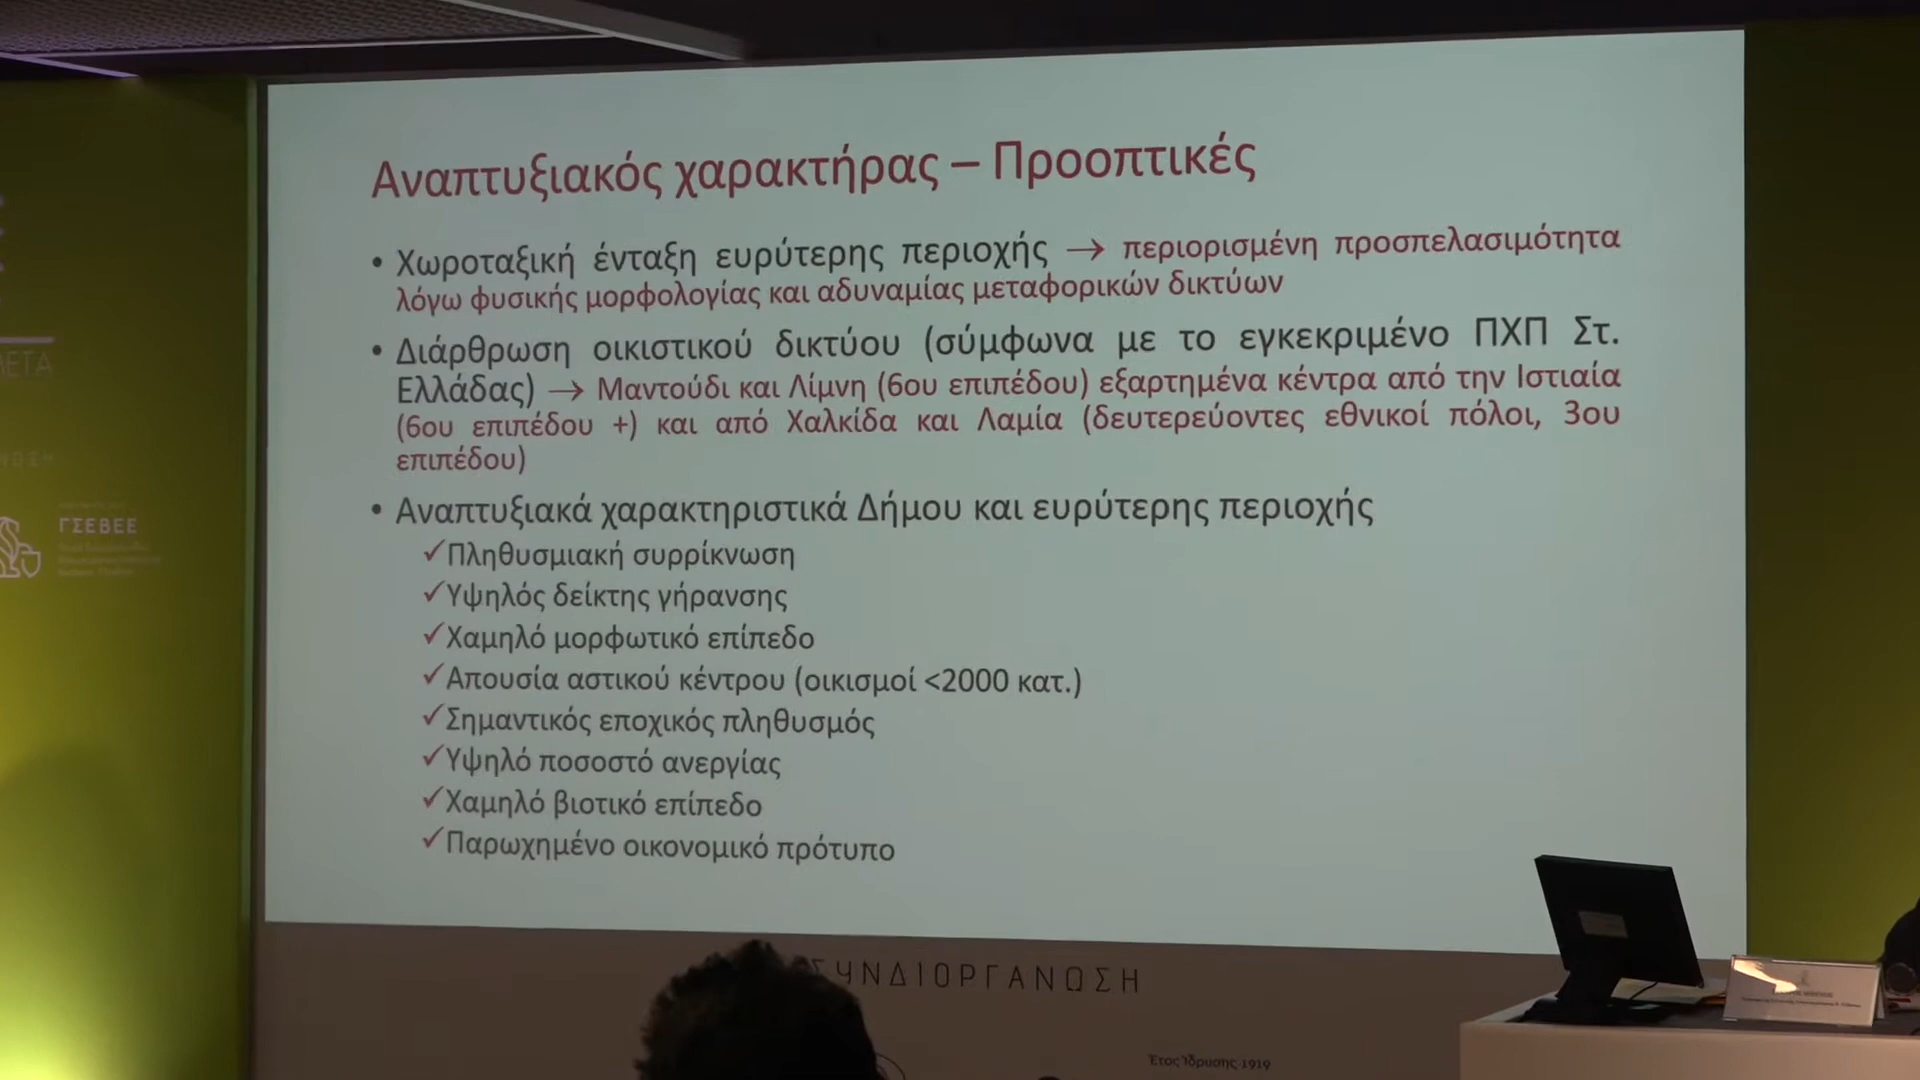 Αναπτυξιακός χαρακτήρας – Προοπτικές
• Χωροταξική ένταξη ευρύτερης περιοχής → περιορισμένη προσπελασιμότητα
λόγω φυσικής μορφολογίας και αδυναμίας μεταφορικών δικτύων
• Διάρθρωση οικιστικού δικτύου (σύμφωνα με το εγκεκριμένο ΠΧΠ Στ.
Ελλάδας) → Μαντούδι και Λίμνη (6ου επιπέδου) εξαρτημένα κέντρα από την Ιστιαία
(6ου επιπέδου +) και από Χαλκίδα και Λαμία (δευτερεύοντες εθνικοί πόλοι, 3ου
επιπέδου)
• Αναπτυξιακά χαρακτηριστικά Δήμου και ευρύτερης περιοχής
✓Πληθυσμιακή συρρίκνωση
✓Υψηλός δείκτης γήρανσης
✓Χαμηλό μορφωτικό επίπεδο
✓Απουσία αστικού κέντρου (οικισμοί <2000 κατ.)
✓Σημαντικός εποχικός πληθυσμός
✓Υψηλό ποσοστό ανεργίας
✓Χαμηλό βιοτικό επίπεδο
✓Παρωχημένο οικονομικό πρότυπο
ΓΣΕΒΕΕ
ΣΥΝΔΙΟΡΓΑΝΩΣΗ
Έτος Ίδρυσης 1919